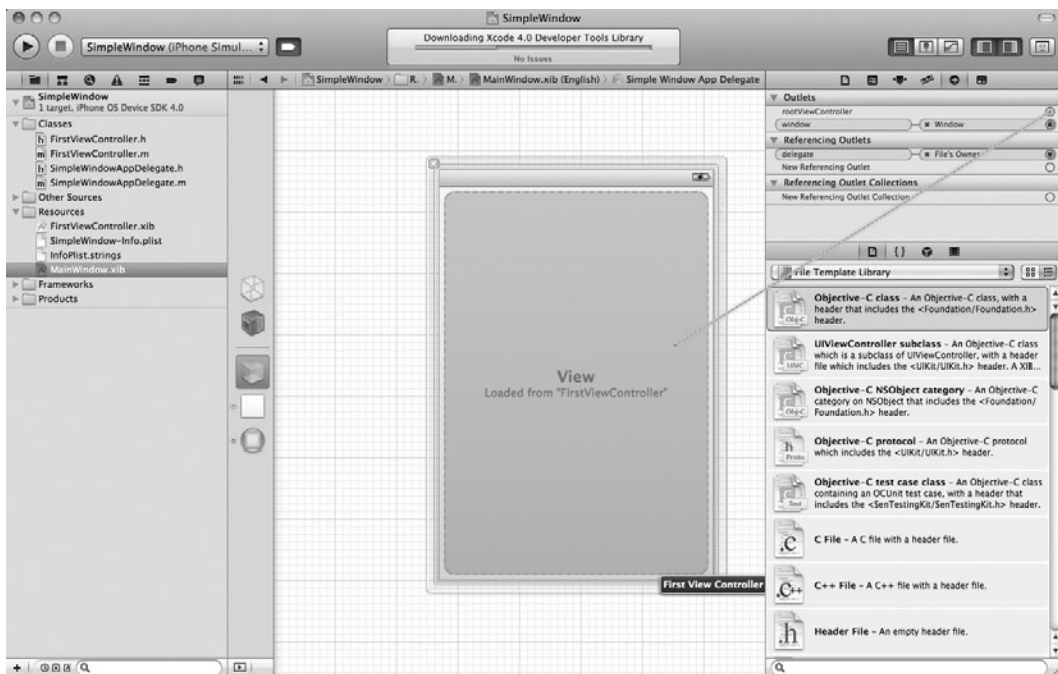 SimpleWindow
SimpleWindow (iPhone Simul...
Downloading Xcode 4.0 Developer Tools Library
No Issues
SimpleWindow
1 target, iPhone OS Device SDK 4.0
Classes
FirstViewController.h
FirstViewController.m
SimpleWindowAppDelegate.h
SimpleWindowAppDelegate.m
Other Sources
Resources
FirstViewController.xib
SimpleWindow-Info.plist
InfoPlist.strings
MainWindow.xib
Frameworks
Products
SimpleWindow R. M. MainWindow.xib (English) Simple Window App Delegate
View
Loaded from "FirstViewController"
First View Controller
Outlets
rootViewController
window Window
Referencing Outlets
delegate File's Owner
New Referencing Outlet
Referencing Outlet Collections
New Referencing Outlet Collection
File Template Library
Obj-C
Objective-C class – An Objective-C class, with a
header that includes the <Foundation/Foundation.h>
header.
UIVC
UIViewController subclass – An Objective-C class
which is a subclass of UIViewController, with a header
file which includes the <UIKit/UIKit.h> header. A XIB...
Obj-C
Objective-C NSObject category – An Objective-C
category on NSObject that includes the <Foundation/
Foundation.h> header.
h
Proto
Objective-C protocol – An Objective-C protocol
which includes the <UIKit/UIKit.h> header.
Test
Objective-C test case class – An Objective-C class
containing an OCUnit test case, with a header that
includes the <SenTestingKit/SenTestingKit.h> header.
.c
C File – A C file with a header file.
.C++
C++ File – A C++ file with a header file.
.h
Header File – An empty header file.